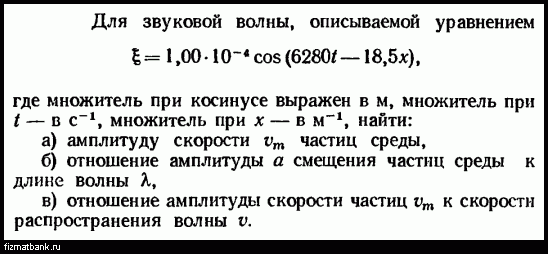 Для звуковой волны, описываемой уравнением
ξ = 1,00·10⁻⁴ cos (6280t — 18,5x),
где множитель при косинусе выражен в м, множитель при
t — в с⁻¹, множитель при x — в м⁻¹, найти:
а) амплитуду скорости vₘ частиц среды,
б) отношение амплитуды a смещения частиц среды к
длине волны λ,
в) отношение амплитуды скорости частиц vₘ к скорости
распространения волны v.
fizmatbank.ru